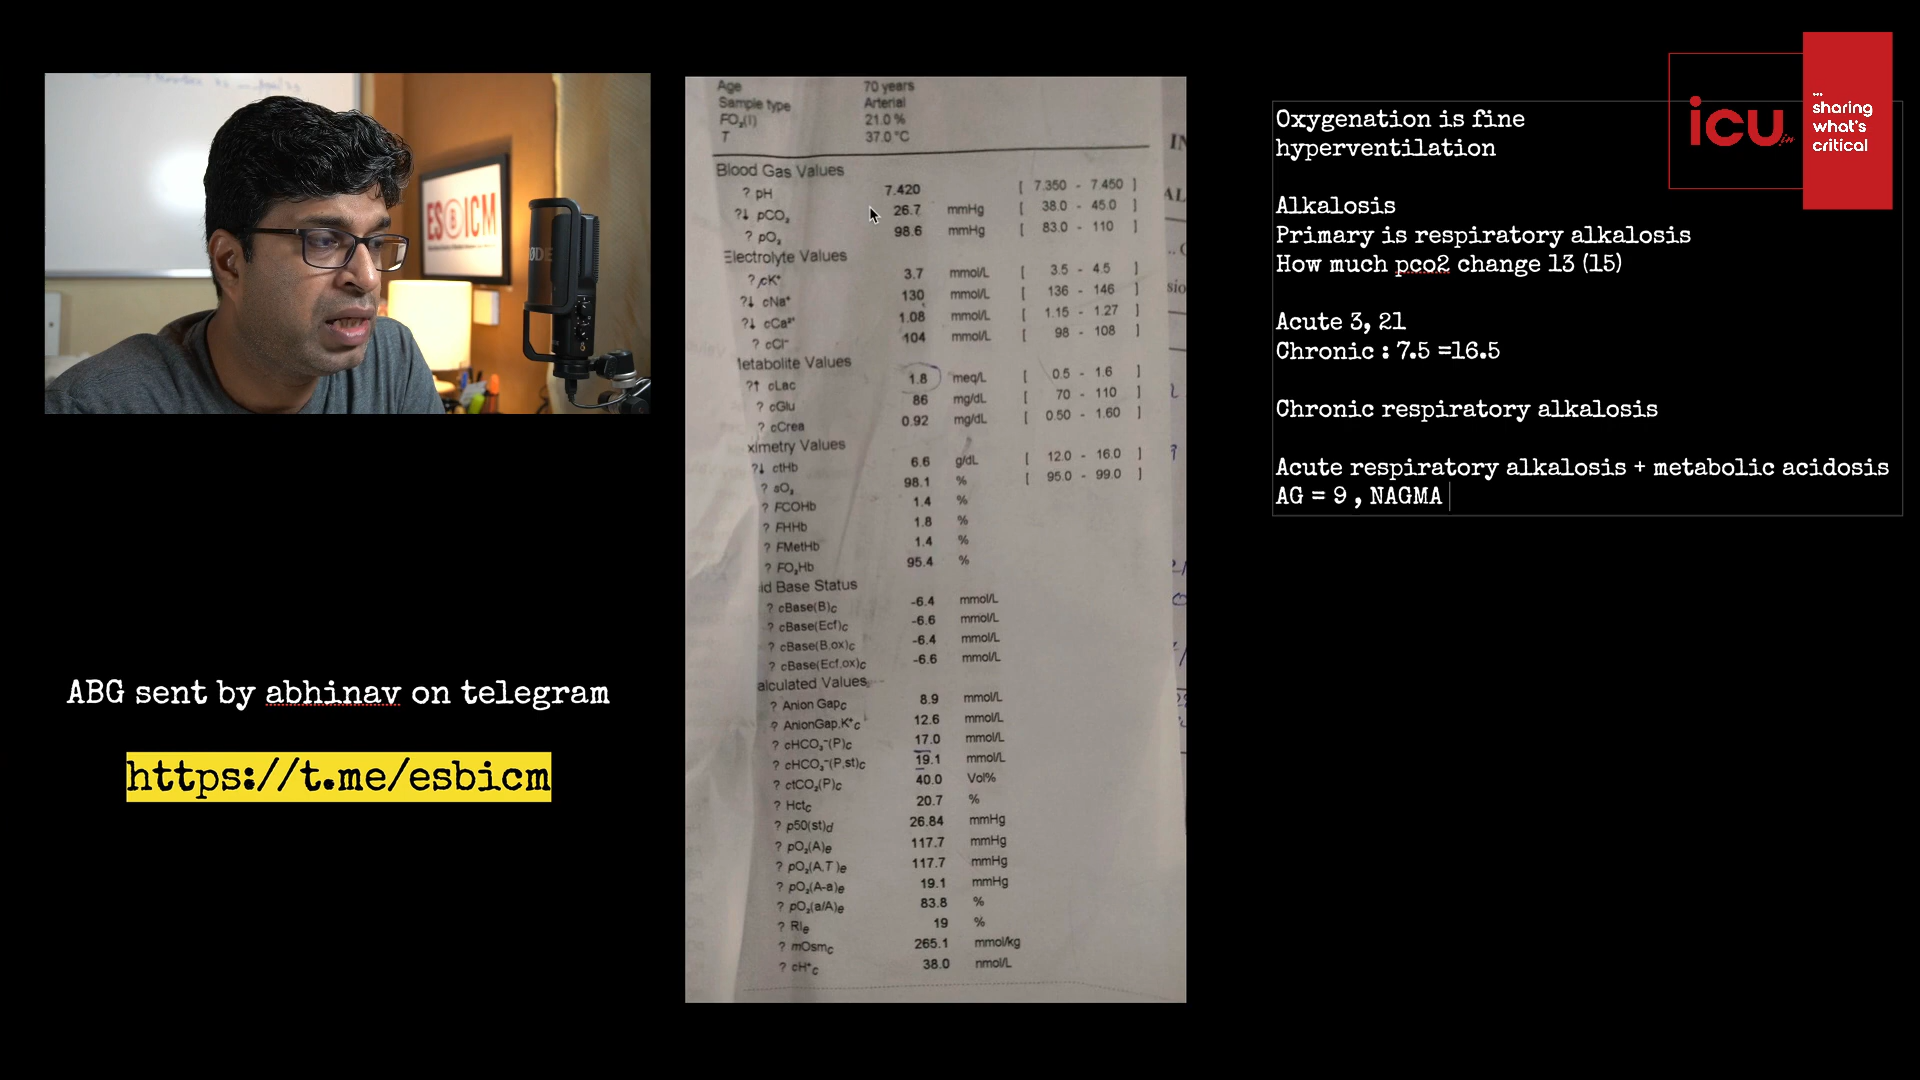 ES B ICM
ABG sent by abhinav on telegram
https://t.me/esbicm
Age 70 years
Sample type Arterial
FO₂(I) 21.0 %
T 37.0 °C
Blood Gas Values
? pH 7.420 [ 7.350 - 7.450 ]
?↓ pCO₂ 26.7 mmHg [ 38.0 - 45.0 ]
? pO₂ 98.6 mmHg [ 83.0 - 110 ]
Electrolyte Values
? cK⁺ 3.7 mmol/L [ 3.5 - 4.5 ]
?↓ cNa⁺ 130 mmol/L [ 136 - 146 ]
?↓ cCa²⁺ 1.08 mmol/L [ 1.15 - 1.27 ]
? cCl⁻ 104 mmol/L [ 98 - 108 ]
letabolite Values
?↑ cLac 1.8 meq/L [ 0.5 - 1.6 ]
? cGlu 86 mg/dL [ 70 - 110 ]
? cCrea 0.92 mg/dL [ 0.50 - 1.60 ]
ximetry Values
?↓ ctHb 6.6 g/dL [ 12.0 - 16.0 ]
? sO₂ 98.1 % [ 95.0 - 99.0 ]
? FCOHb 1.4 %
? FHHb 1.8 %
? FMetHb 1.4 %
? FO₂Hb 95.4 %
id Base Status
? cBase(B)c -6.4 mmol/L
? cBase(Ecf)c -6.6 mmol/L
? cBase(B,ox)c -6.4 mmol/L
? cBase(Ecf,ox)c -6.6 mmol/L
alculated Values
? Anion Gapc 8.9 mmol/L
? AnionGap,K⁺c 12.6 mmol/L
? cHCO₃⁻(P)c 17.0 mmol/L
? cHCO₃⁻(P,st)c 19.1 mmol/L
? ctCO₂(P)c 40.0 Vol%
? Hctc 20.7 %
? p50(st)d 26.84 mmHg
? pO₂(A)e 117.7 mmHg
? pO₂(A,T)e 117.7 mmHg
? pO₂(A-a)e 19.1 mmHg
? pO₂(a/A)e 83.8 %
? RIe 19 %
? mOsmc 265.1 mmol/kg
? cH⁺c 38.0 nmol/L
Oxygenation is fine
hyperventilation
Alkalosis
Primary is respiratory alkalosis
How much pco2 change 13 (15)
Acute 3, 21
Chronic : 7.5 =16.5
Chronic respiratory alkalosis
Acute respiratory alkalosis + metabolic acidosis
AG = 9 , NAGMA
icu.in
...
sharing
what's
critical